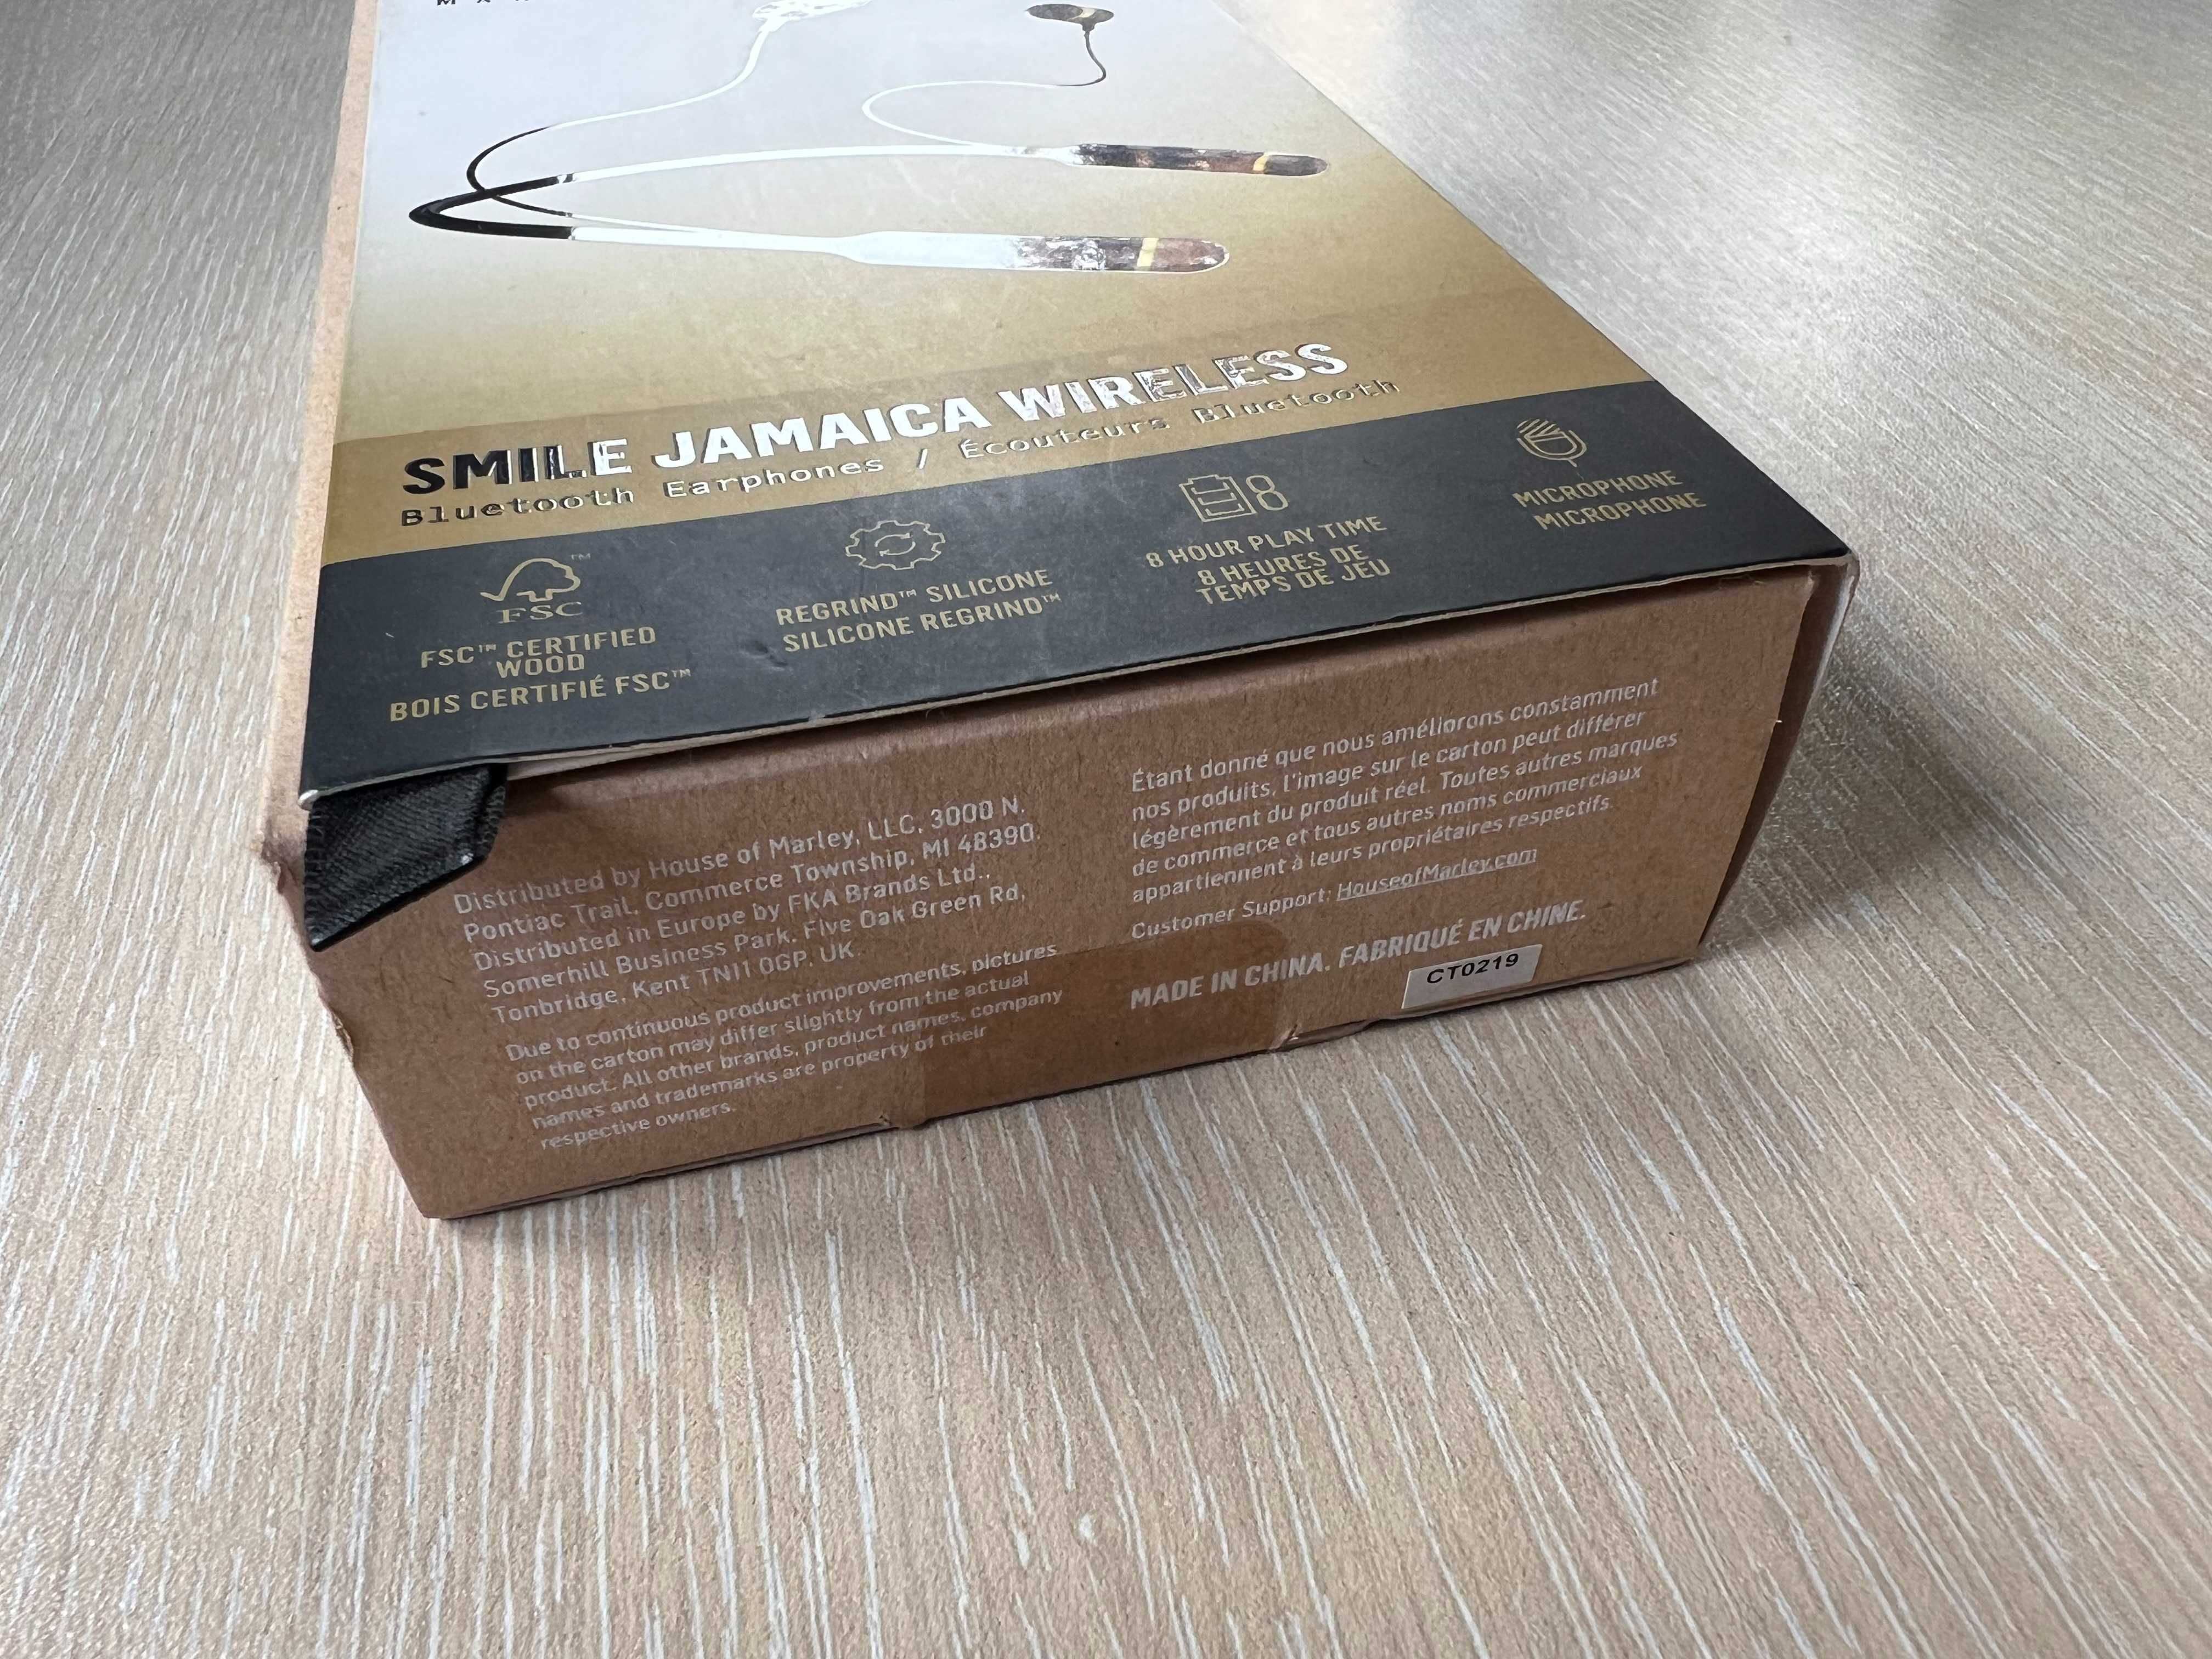 SMILE JAMAICA WIRELESS
Bluetooth Earphones / Écouteurs Bluetooth
FSC
FSC™ CERTIFIED
WOOD
BOIS CERTIFIÉ FSC™
REGRIND™ SILICONE
SILICONE REGRIND™
8
8 HOUR PLAY TIME
8 HEURES DE
TEMPS DE JEU
MICROPHONE
MICROPHONE
Distributed by House of Marley, LLC, 3000 N.
Pontiac Trail, Commerce Township, MI 48390.
Distributed in Europe by FKA Brands Ltd.,
Somerhill Business Park, Five Oak Green Rd,
Tonbridge, Kent TN11 0GP, UK
Due to continuous product improvements, pictures
on the carton may differ slightly from the actual
product. All other brands, product names, company
names and trademarks are property of their
respective owners.
Étant donné que nous améliorons constamment
nos produits, l'image sur le carton peut différer
légèrement du produit réel. Toutes autres marques
de commerce et tous autres noms commerciaux
appartiennent à leurs propriétaires respectifs.
Customer Support: HouseofMarley.com
MADE IN CHINA. FABRIQUÉ EN CHINE.
CT0219